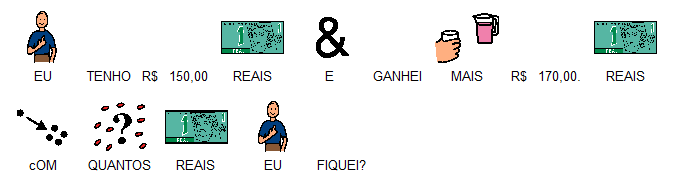 EU TENHO R$ 150,00 REAIS E GANHEI MAIS R$ 170,00. REAIS
cOM QUANTOS REAIS EU FIQUEI?